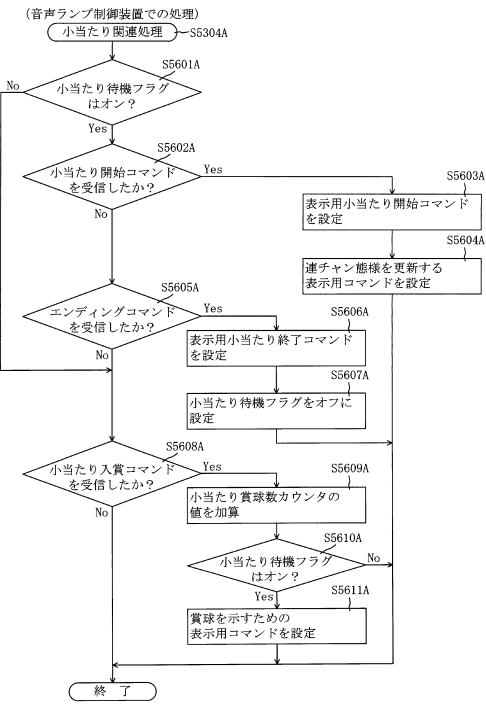 (音声ランプ制御装置での処理)
小当たり関連処理
S5304A
S5601A
小当たり待機フラグ
はオン?
No
Yes
S5602A
小当たり開始コマンド
を受信したか?
Yes
No
S5603A
表示用小当たり開始コマンド
を設定
S5604A
連チャン態様を更新する
表示用コマンドを設定
S5605A
エンディングコマンド
を受信したか?
Yes
No
S5606A
表示用小当たり終了コマンド
を設定
S5607A
小当たり待機フラグをオフに
設定
S5608A
小当たり入賞コマンド
を受信したか?
Yes
No
S5609A
小当たり賞球数カウンタの
値を加算
S5610A
小当たり待機フラグ
はオン?
No
Yes
S5611A
賞球を示すための
表示用コマンドを設定
終 了